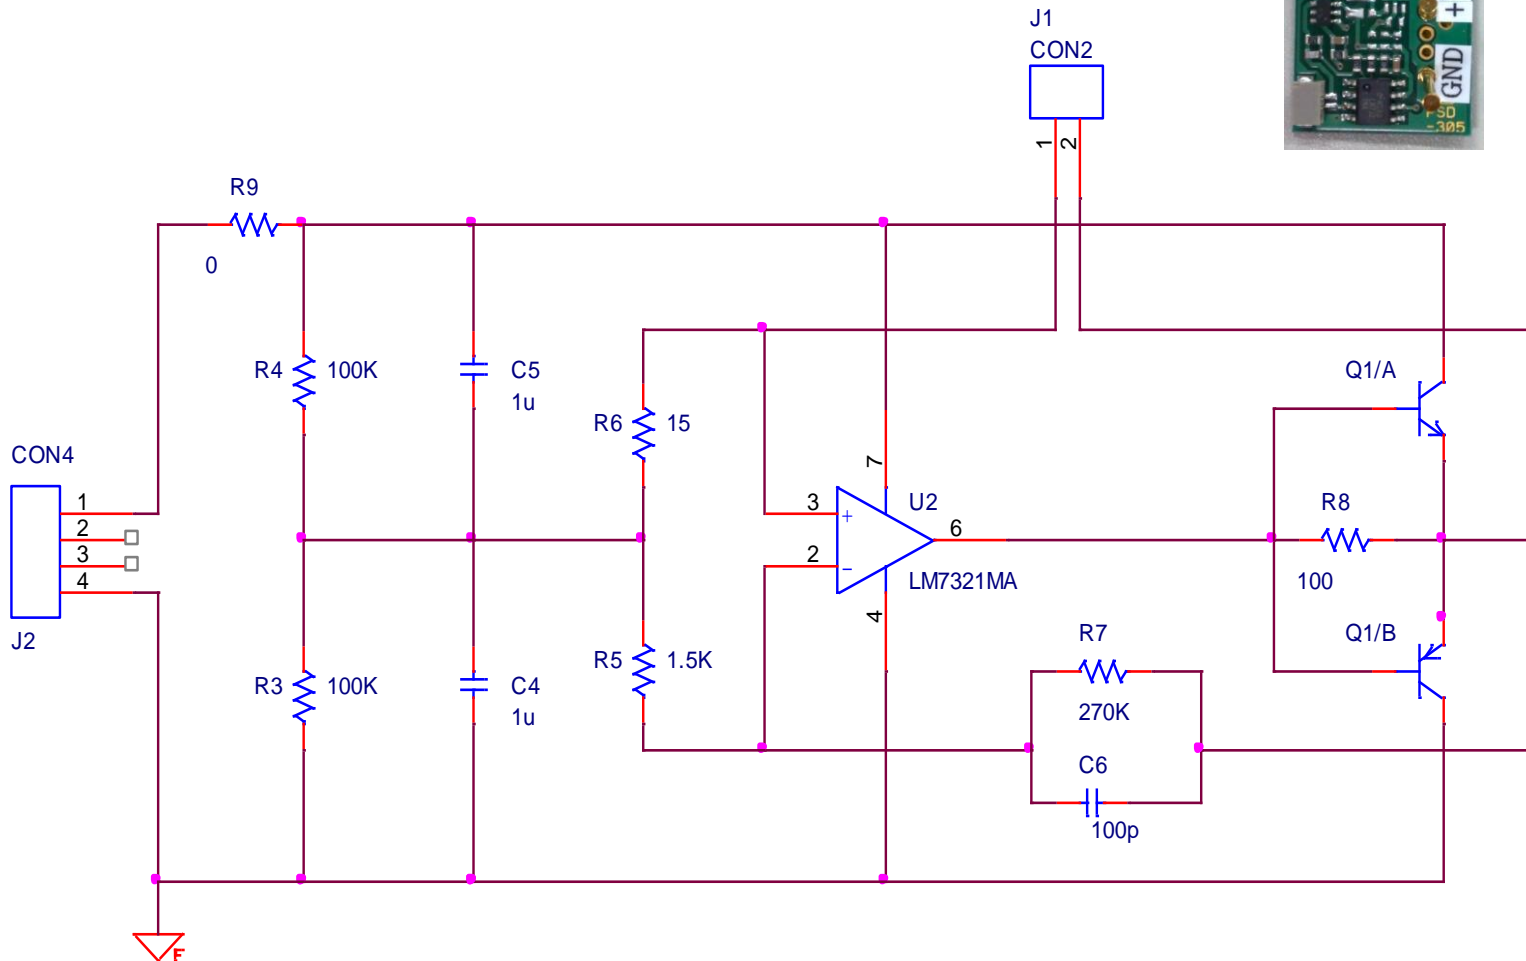 J1
CON2
1
2
+
GND
PSD
-305
R9
0
R4
100K
C5
1u
R6
15
Q1/A
CON4
1
2
3
4
J2
7
3
+
2
−
U2
6
LM7321MA
4
R8
100
R3
100K
C4
1u
R5
1.5K
R7
270K
Q1/B
C6
100p